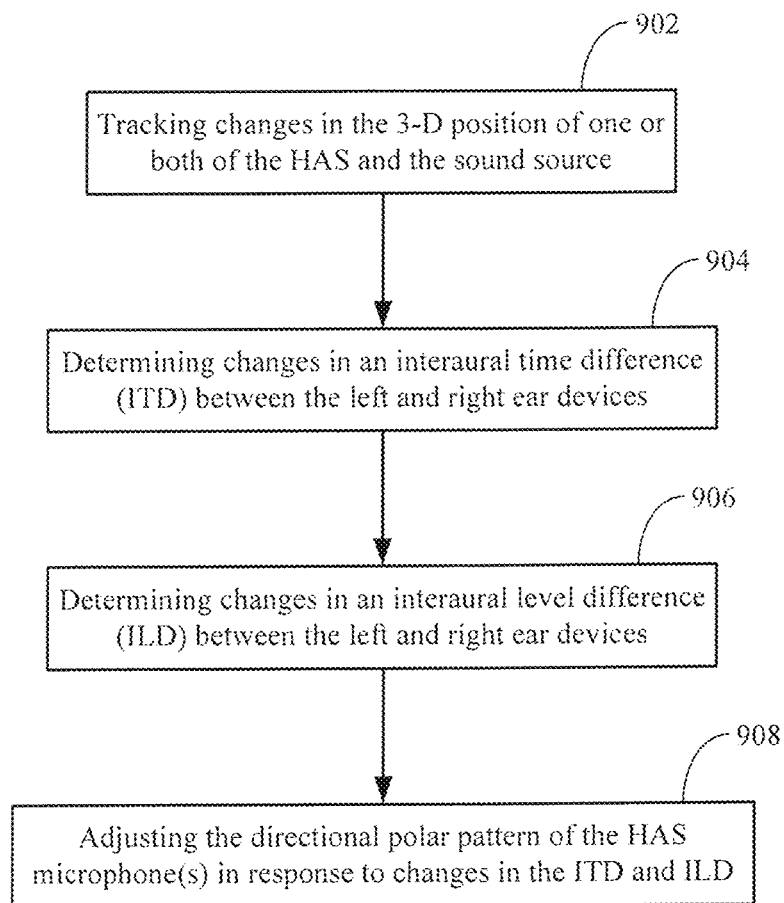 902
Tracking changes in the 3-D position of one or
both of the HAS and the sound source
904
Determining changes in an interaural time difference
(ITD) between the left and right ear devices
906
Determining changes in an interaural level difference
(ILD) between the left and right ear devices
908
Adjusting the directional polar pattern of the HAS
microphone(s) in response to changes in the ITD and ILD